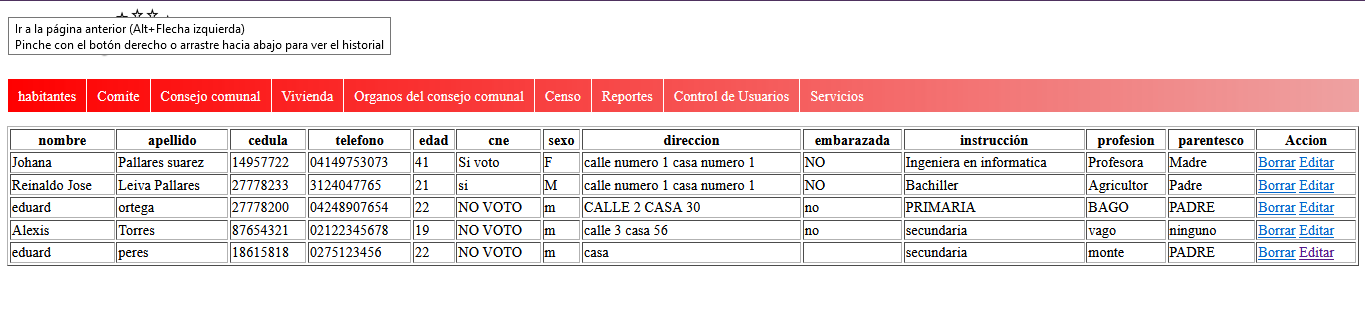 Ir a la página anterior (Alt+Flecha izquierda)
Pinche con el botón derecho o arrastre hacia abajo para ver el historial
habitantes Comite Consejo comunal Vivienda Organos del consejo comunal Censo Reportes Control de Usuarios Servicios
nombre apellido cedula telefono edad cne sexo direccion embarazada instrucción profesion parentesco Accion
Johana Pallares suarez 14957722 04149753073 41 Si voto F calle numero 1 casa numero 1 NO Ingeniera en informatica Profesora Madre Borrar Editar
Reinaldo Jose Leiva Pallares 27778233 3124047765 21 si M calle numero 1 casa numero 1 NO Bachiller Agricultor Padre Borrar Editar
eduard ortega 27778200 04248907654 22 NO VOTO m CALLE 2 CASA 30 no PRIMARIA BAGO PADRE Borrar Editar
Alexis Torres 87654321 02122345678 19 NO VOTO m calle 3 casa 56 no secundaria vago ninguno Borrar Editar
eduard peres 18615818 0275123456 22 NO VOTO m casa secundaria monte PADRE Borrar Editar